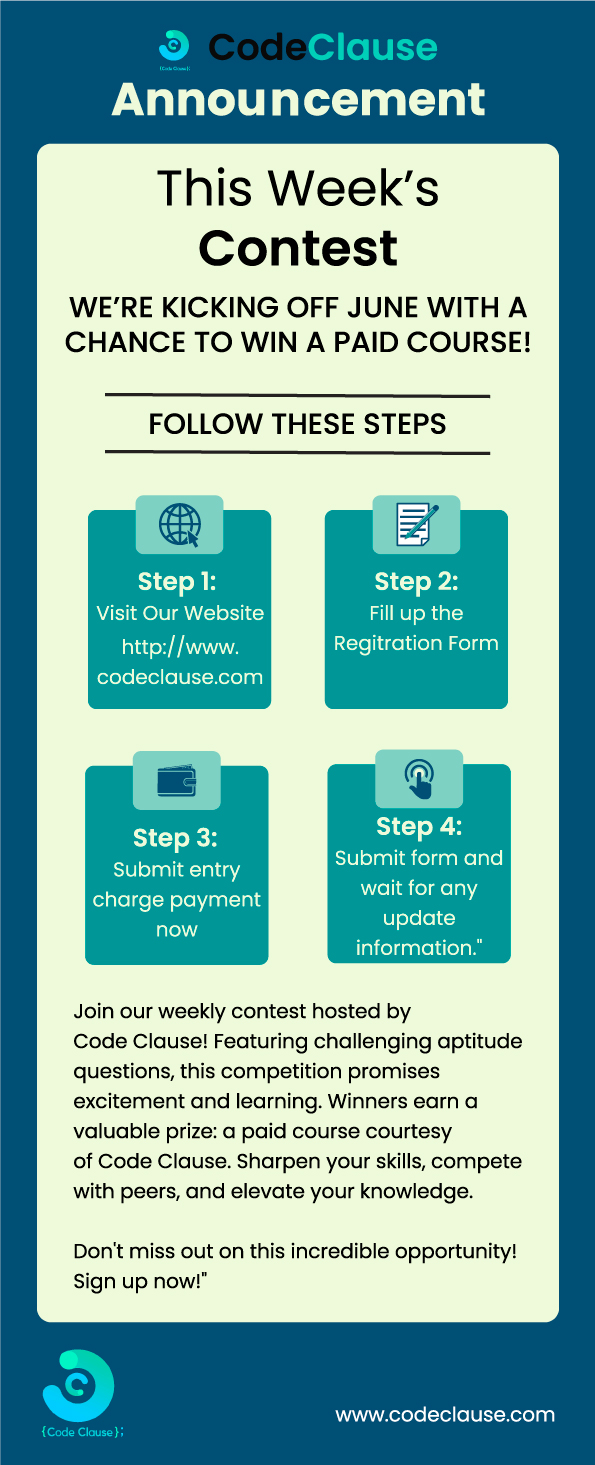 CodeClause
{Code Clause};
Announcement
This Week's
Contest
WE'RE KICKING OFF JUNE WITH A
CHANCE TO WIN A PAID COURSE!
FOLLOW THESE STEPS
Step 1:
Visit Our Website
http://www.
codeclause.com
Step 2:
Fill up the
Regitration Form
Step 3:
Submit entry
charge payment
now
Step 4:
Submit form and
wait for any
update
information."
Join our weekly contest hosted by
Code Clause! Featuring challenging aptitude
questions, this competition promises
excitement and learning. Winners earn a
valuable prize: a paid course courtesy
of Code Clause. Sharpen your skills, compete
with peers, and elevate your knowledge.
Don't miss out on this incredible opportunity!
Sign up now!"
{Code Clause};
www.codeclause.com